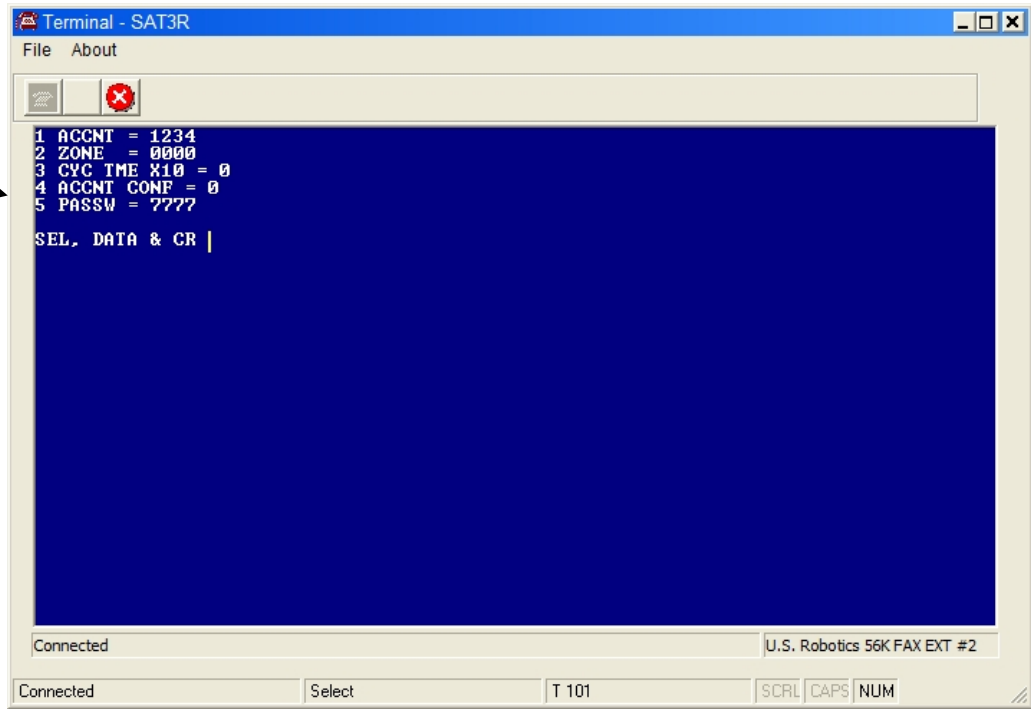 Terminal - SAT3R
File About
1 ACCNT = 1234
2 ZONE = 0000
3 CYC TME X10 = 0
4 ACCNT CONF = 0
5 PASSW = 7777
SEL, DATA & CR
Connected U.S. Robotics 56K FAX EXT #2
Connected Select T 101 SCRL CAPS NUM